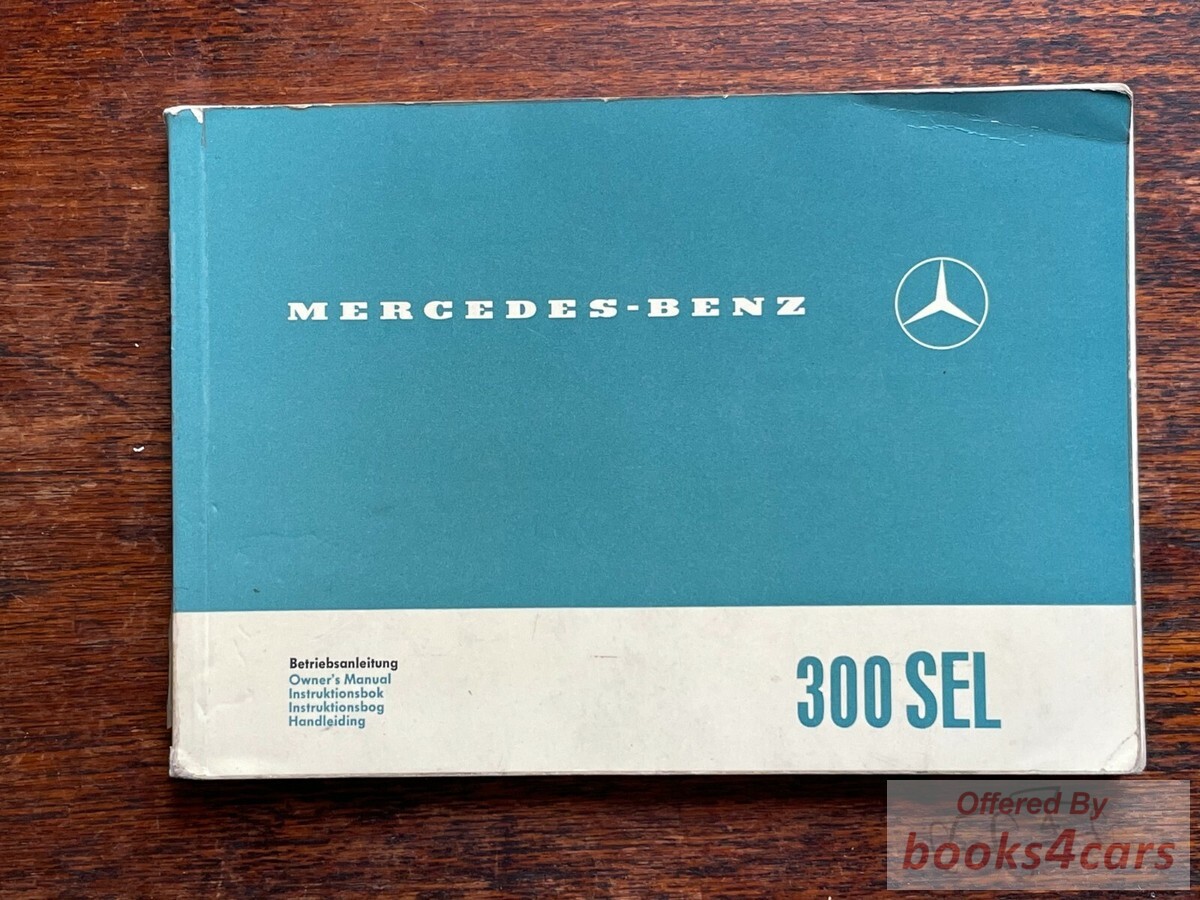 MERCEDES-BENZ
Betriebsanleitung
Owner's Manual
Instruktionsbok
Instruktionsbog
Handleiding
300 SEL
Offered By
books4cars